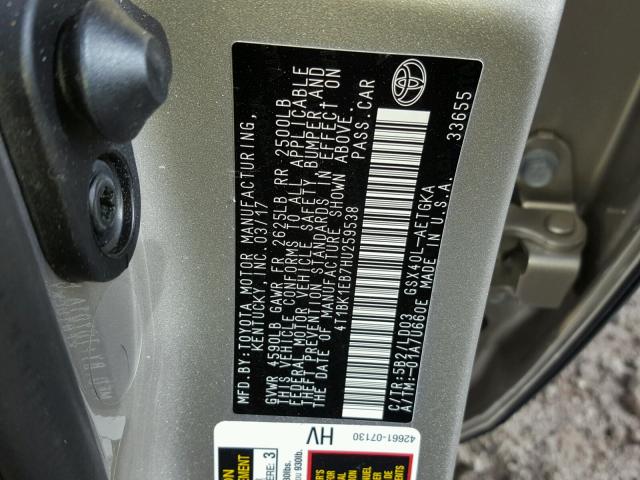 MFD.BY:TOYOTA MOTOR MANUFACTURING,
KENTUCKY, INC. 03/17
GVWR 4590LB GAWR FR 2625LB RR 2500LB
THIS VEHICLE CONFORMS TO ALL APPLICABLE
FEDERAL MOTOR VEHICLE SAFETY, BUMPER, AND
THEFT PREVENTION STANDARDS IN EFFECT ON
THE DATE OF MANUFACTURE SHOWN ABOVE.
4T1BK1EB7HU259538 PASS.CAR
C/TR:5B2/LD03 GSX40L-AETGKA
A/TM:-01A/U660E MADE IN U.S.A.
33655
42661-07130
HV